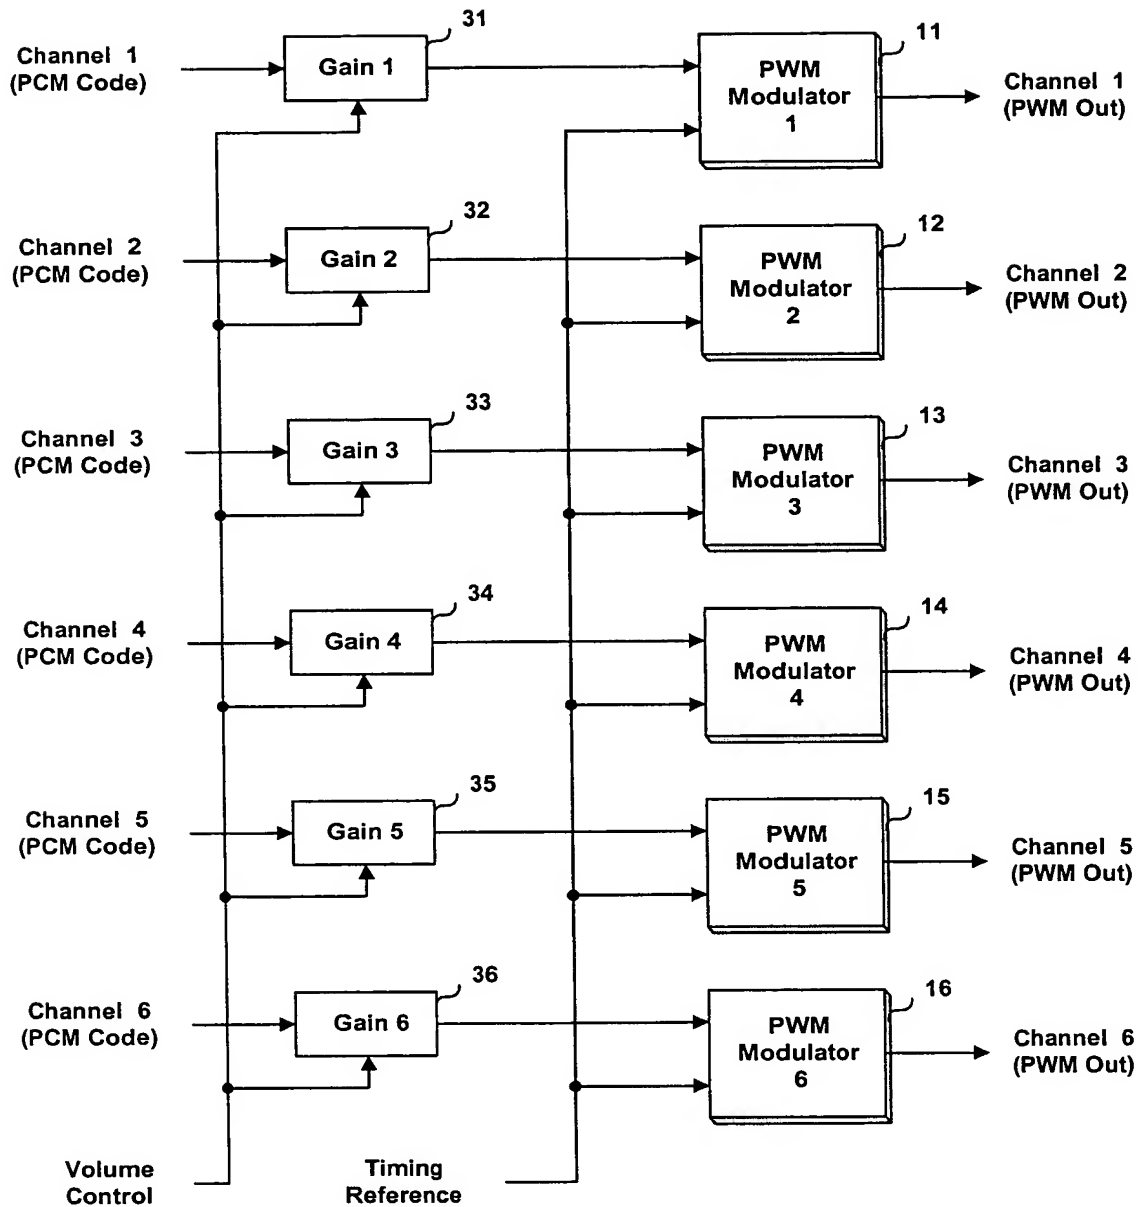 31
11
Channel 1
(PCM Code)
Gain 1
PWM
Modulator
1
Channel 1
(PWM Out)
32
12
Channel 2
(PCM Code)
Gain 2
PWM
Modulator
2
Channel 2
(PWM Out)
33
13
Channel 3
(PCM Code)
Gain 3
PWM
Modulator
3
Channel 3
(PWM Out)
34
14
Channel 4
(PCM Code)
Gain 4
PWM
Modulator
4
Channel 4
(PWM Out)
35
15
Channel 5
(PCM Code)
Gain 5
PWM
Modulator
5
Channel 5
(PWM Out)
36
16
Channel 6
(PCM Code)
Gain 6
PWM
Modulator
6
Channel 6
(PWM Out)
Volume
Control
Timing
Reference